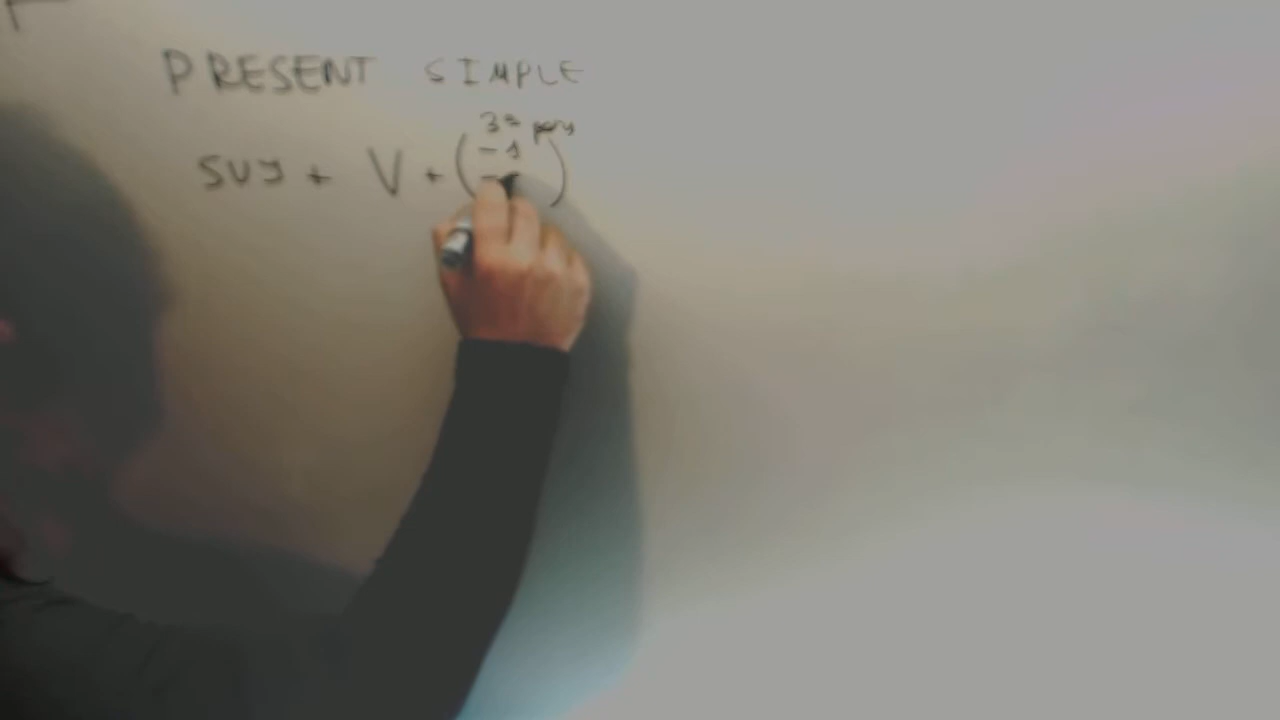 PRESENT SIMPLE
3ª pers
SUJ + V + ( -s )